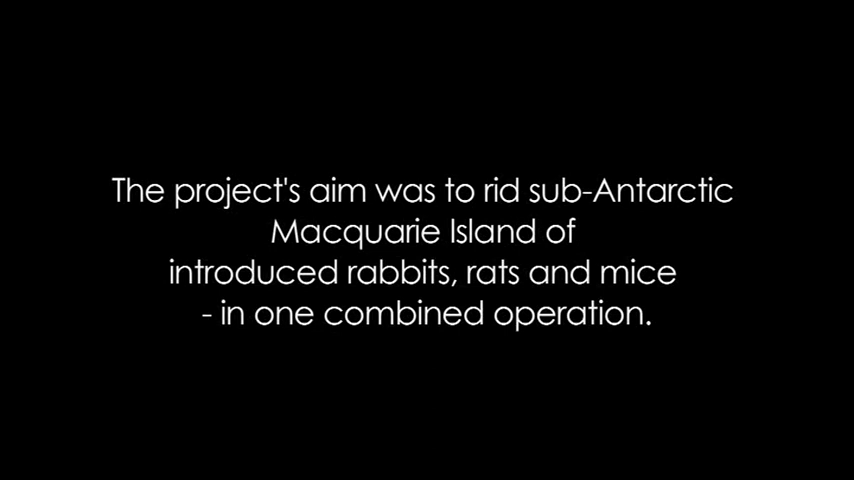 The project's aim was to rid sub-Antarctic
Macquarie Island of
introduced rabbits, rats and mice
- in one combined operation.